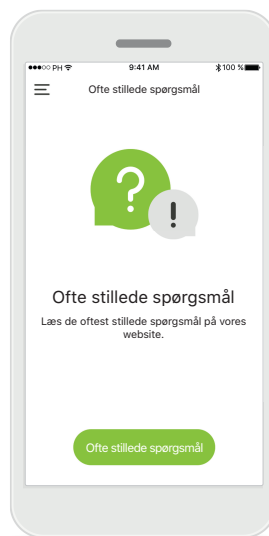 PH 9:41 AM 100 %
Ofte stillede spørgsmål
?
!
Ofte stillede spørgsmål
Læs de oftest stillede spørgsmål på vores
website.
Ofte stillede spørgsmål